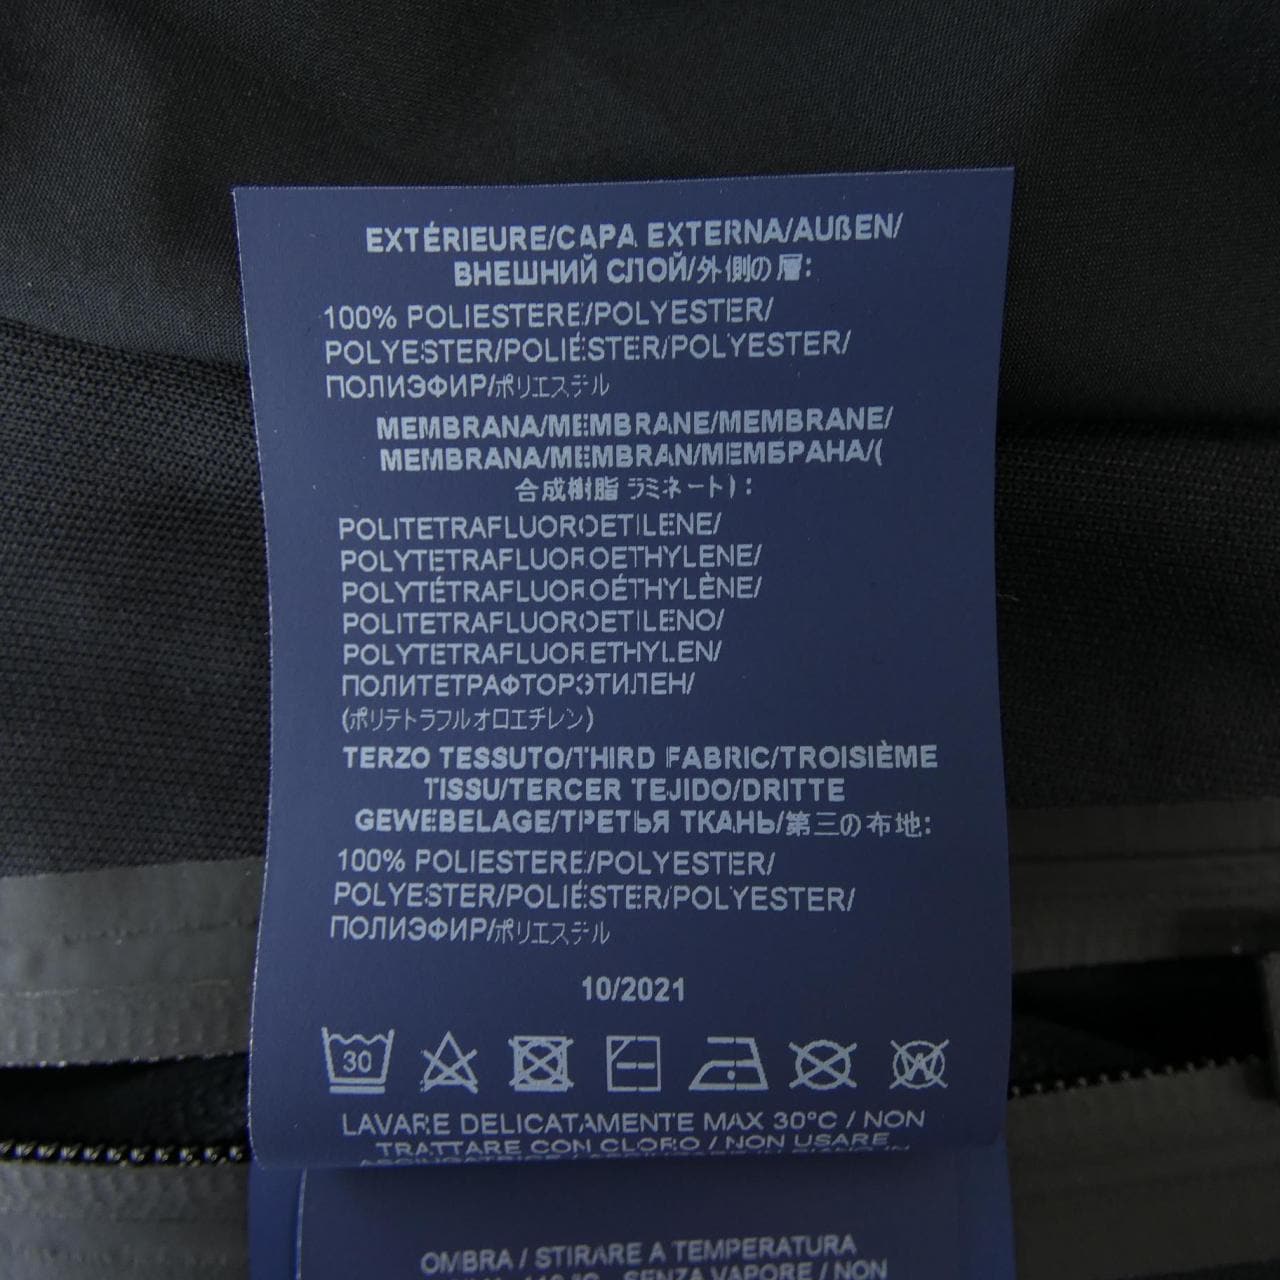 EXTÉRIEURE/CAPA EXTERNA/AUßEN/
ВНЕШНИЙ СЛОЙ/外側の層:
100% POLIESTERE/POLYESTER/
POLYESTER/POLIÉSTER/POLYESTER/
ПОЛИЭФИР/ポリエステル
MEMBRANA/MEMBRANE/MEMBRANE/
MEMBRANA/MEMBRAN/МЕМБРАНА/(
合成樹脂 ラミネート):
POLITETRAFLUOROETILENE/
POLYTETRAFLUOROETHYLENE/
POLYTÉTRAFLUOROÉTHYLÈNE/
POLITETRAFLUOROETILENO/
POLYTETRAFLUORETHYLEN/
ПОЛИТЕТРАФТОРЭТИЛЕН/
(ポリテトラフルオロエチレン)
TERZO TESSUTO/THIRD FABRIC/TROISIÈME
TISSU/TERCER TEJIDO/DRITTE
GEWEBELAGE/ТРЕТЬЯ ТКАНЬ/第三の布地:
100% POLIESTERE/POLYESTER/
POLYESTER/POLIÉSTER/POLYESTER/
ПОЛИЭФИР/ポリエステル
10/2021
30 W
LAVARE DELICATAMENTE MAX 30°C / NON
TRATTARE CON CLORO / NON USARE
OMBRA / STIRARE A TEMPERATURA
SENZA VAPORE / NON